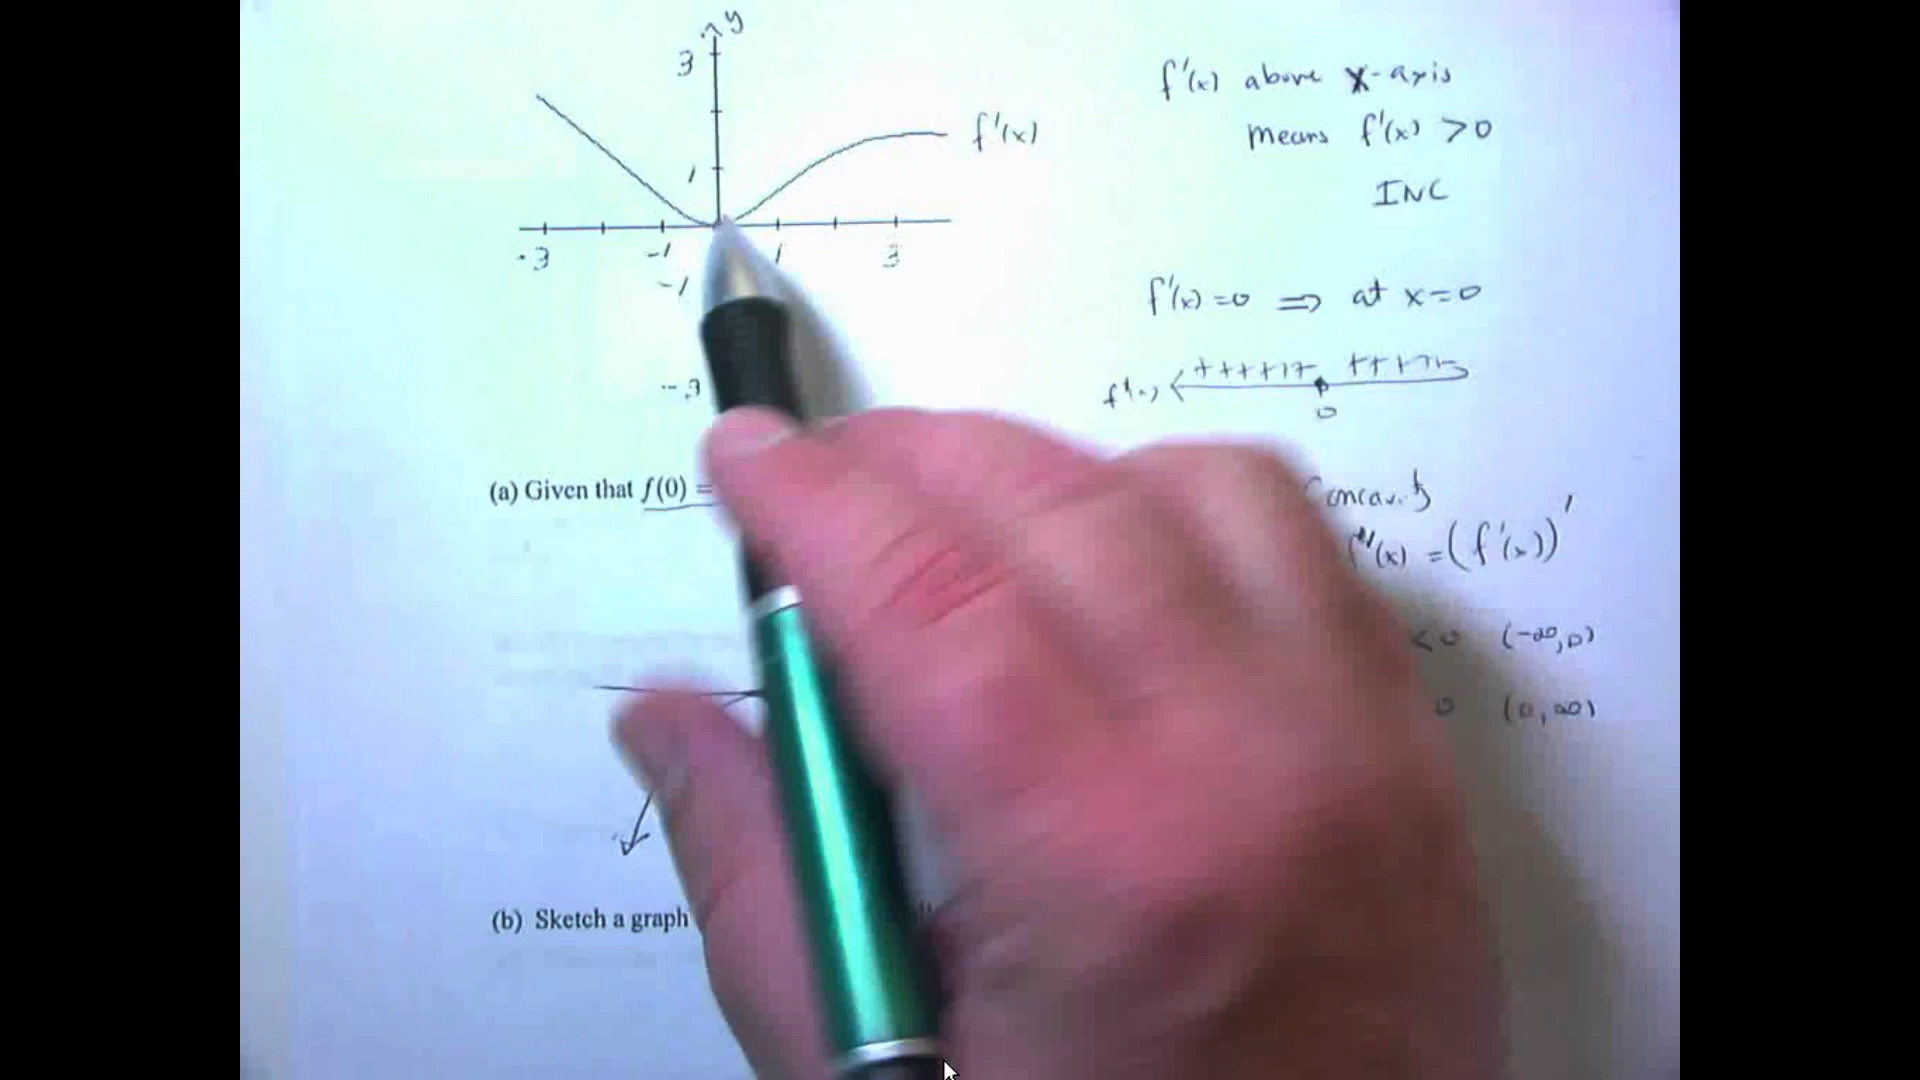 y
3
f'(x)
1
-3
-1
1
3
-1
-3
(a) Given that f(0) =
(b) Sketch a graph
f'(x) above x-axis
means f'(x) >0
INC
f'(x) =0 ⇒ at x=0
+++++++ +++++
0
Concavity
f''(x) =(f'(x))'
<0 (-∞,0)
0 (0,∞)